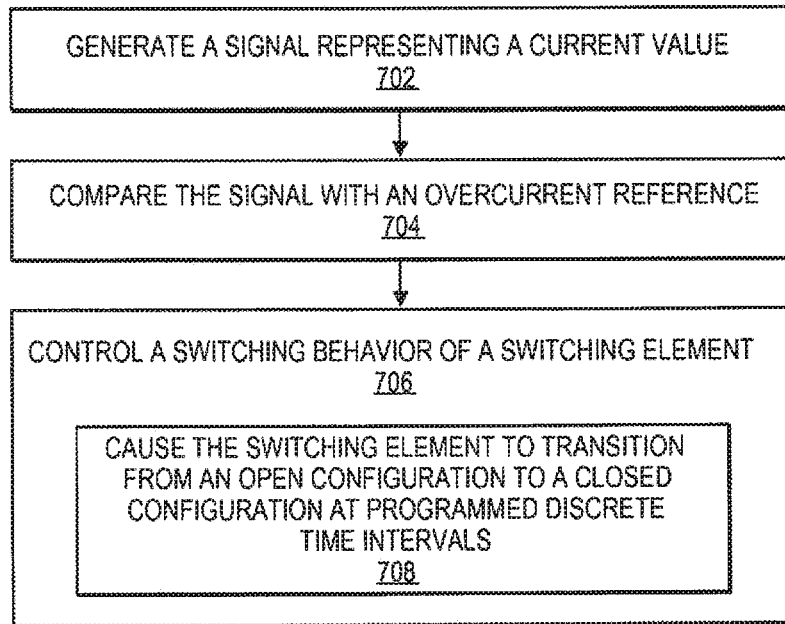 GENERATE A SIGNAL REPRESENTING A CURRENT VALUE
702
COMPARE THE SIGNAL WITH AN OVERCURRENT REFERENCE
704
CONTROL A SWITCHING BEHAVIOR OF A SWITCHING ELEMENT
706
CAUSE THE SWITCHING ELEMENT TO TRANSITION
FROM AN OPEN CONFIGURATION TO A CLOSED
CONFIGURATION AT PROGRAMMED DISCRETE
TIME INTERVALS
708